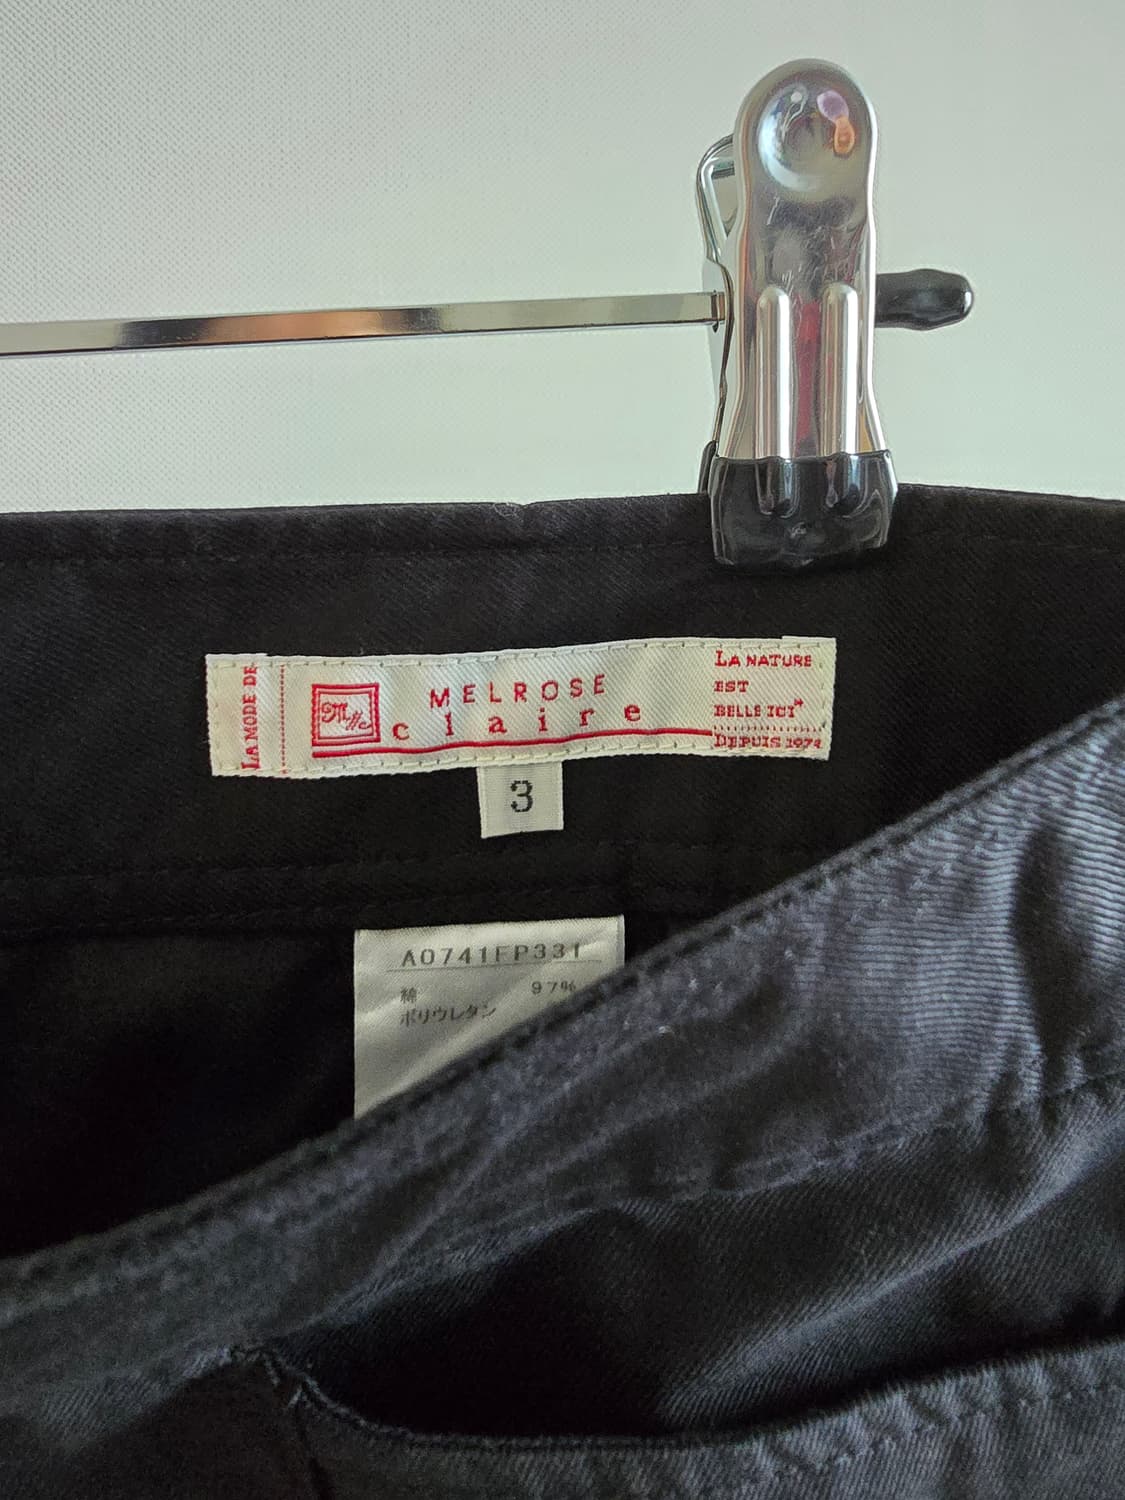 LA MODE DE
MELROSE
claire
LA NATURE
EST
BELLE ICI
DEPUIS 1974
3
A0741FP331
綿 97%
ポリウレタン